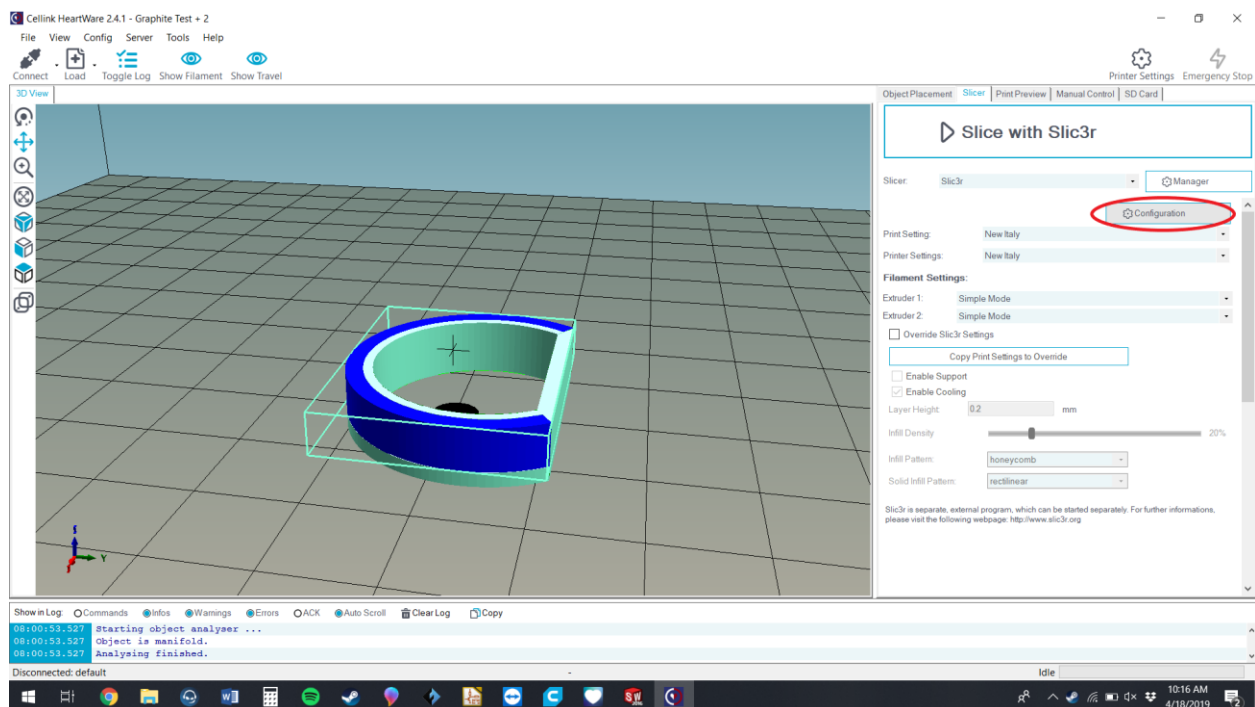 Cellink HeartWare 2.4.1 - Graphite Test + 2
File View Config Server Tools Help
Connect Load Toggle Log Show Filament Show Travel Printer Settings Emergency Stop
3D View
Object Placement Slicer Print Preview Manual Control SD Card
Slice with Slic3r
Slicer: Slic3r Manager
Configuration
Print Setting: New Italy
Printer Settings: New Italy
Filament Settings:
Extruder 1: Simple Mode
Extruder 2: Simple Mode
Override Slic3r Settings
Copy Print Settings to Override
Enable Support
Enable Cooling
Layer Height: 0.2 mm
Infill Density 20%
Infill Pattern: honeycomb
Solid Infill Pattern: rectilinear
Slic3r is separate, external program, which can be started separately. For further informations,
please visit the following webpage: http://www.slic3r.org
Y
Show in Log: Commands Infos Warnings Errors ACK Auto Scroll Clear Log Copy
08:00:53.527 Starting object analyser ...
08:00:53.527 Object is manifold.
08:00:53.527 Analysing finished.
Disconnected: default - Idle
10:16 AM
4/18/2019